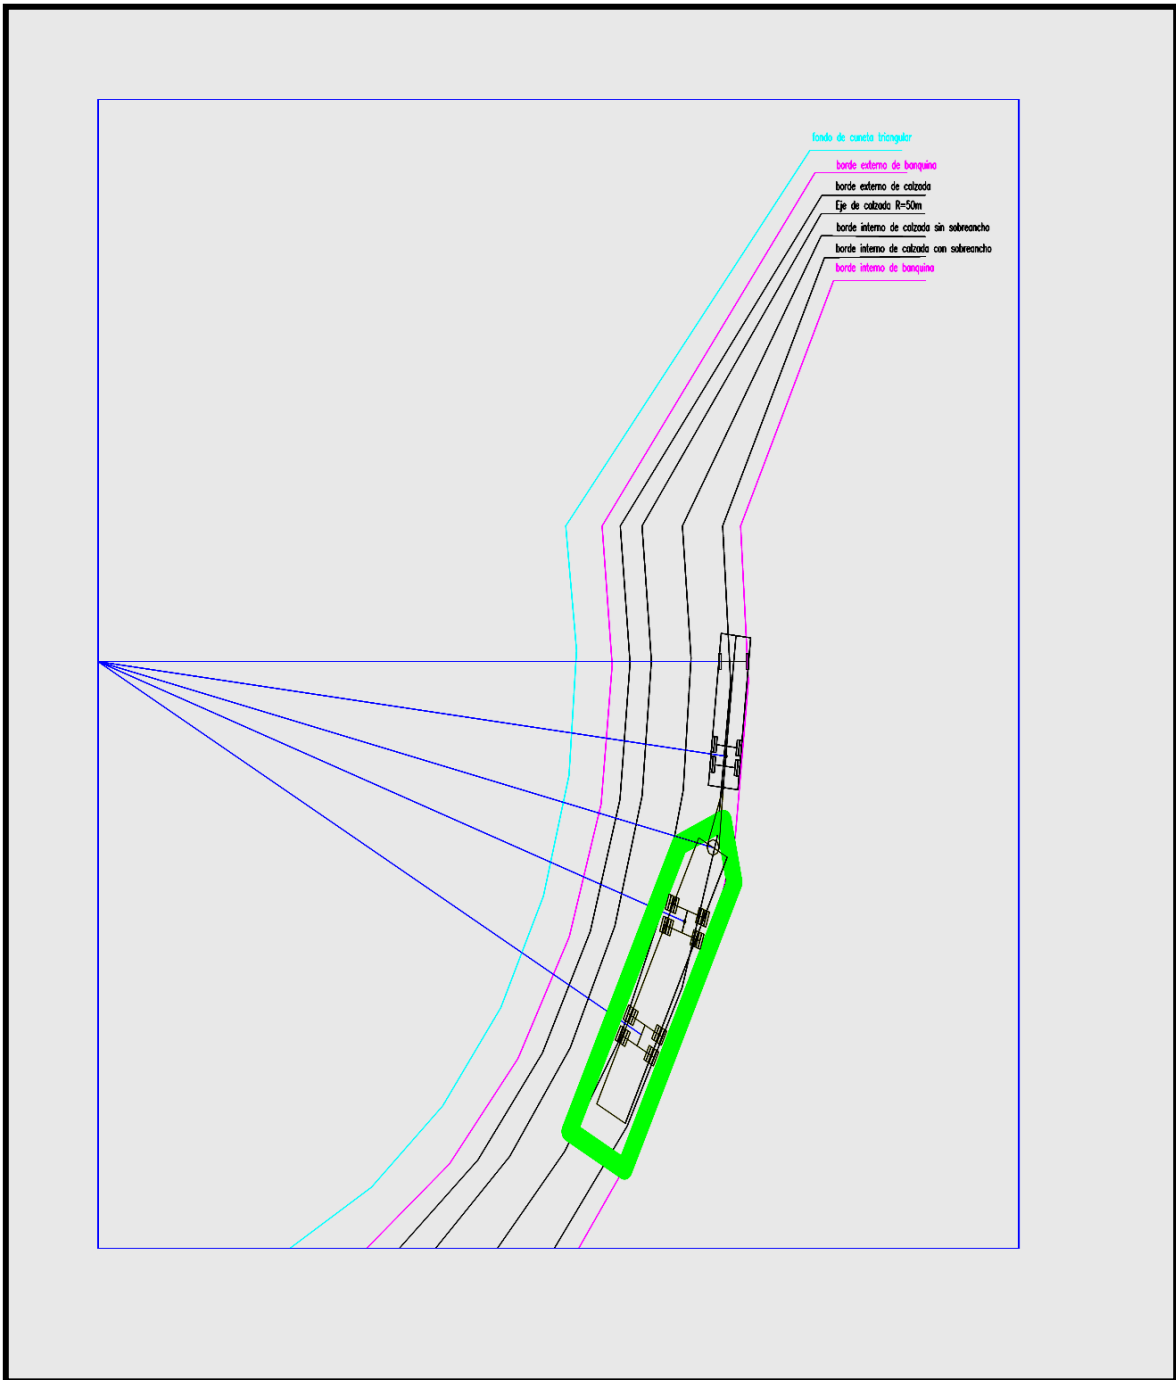 fondo de cuneta triangular
borde externo de banquina
borde externo de calzada
Eje de calzada R=50m
borde interno de calzada sin sobreancho
borde interno de calzada con sobreancho
borde interno de banquina